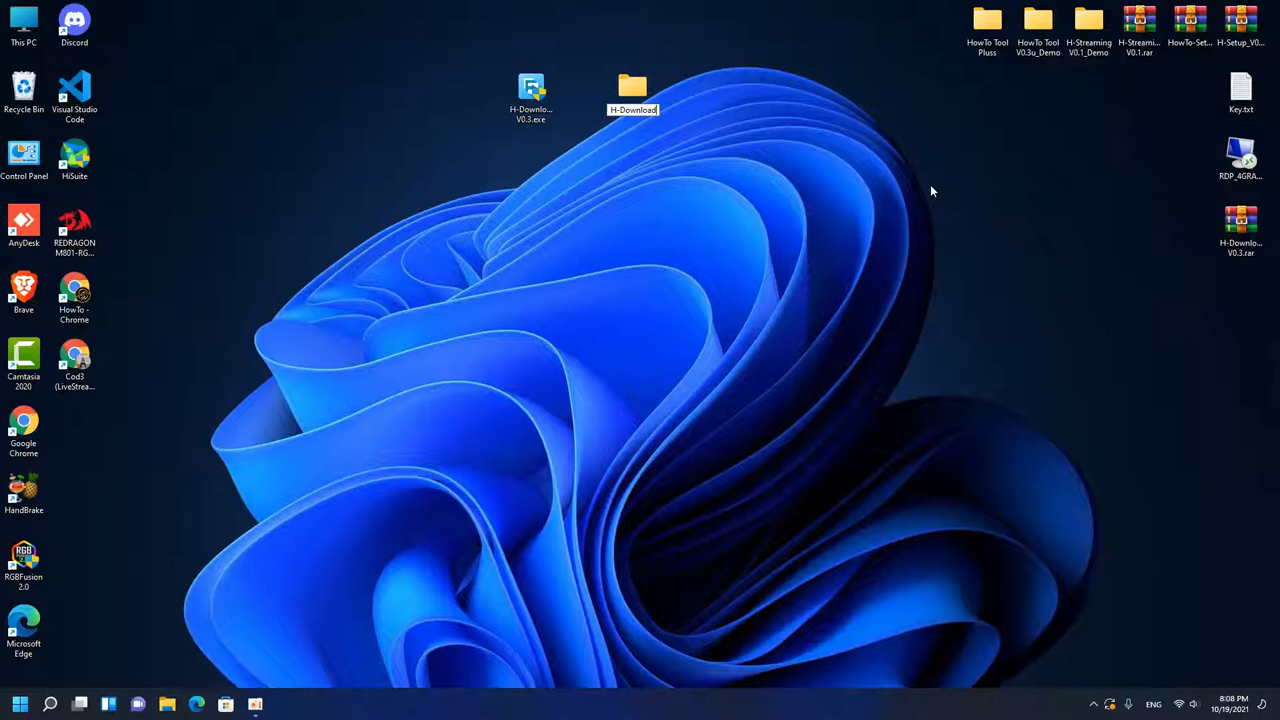 This PC
Discord
Recycle Bin
Visual Studio
Code
Control Panel
HiSuite
AnyDesk
REDRAGON
M801-RG...
Brave
HowTo -
Chrome
Camtasia
2020
Cod3
(LiveStrea...
Google
Chrome
HandBrake
RGB
RGBFusion
2.0
Microsoft
Edge
H-Downlo...
V0.3.exe
H-Download
HowTo Tool
Pluss
HowTo Tool
V0.3u_Demo
H-Streaming
V0.1_Demo
H-Streami...
V0.1.rar
HowTo-Set...
H-Setup_V0...
Key.txt
RDP_4GRA...
H-Downlo...
V0.3.rar
ENG
8:08 PM
10/19/2021